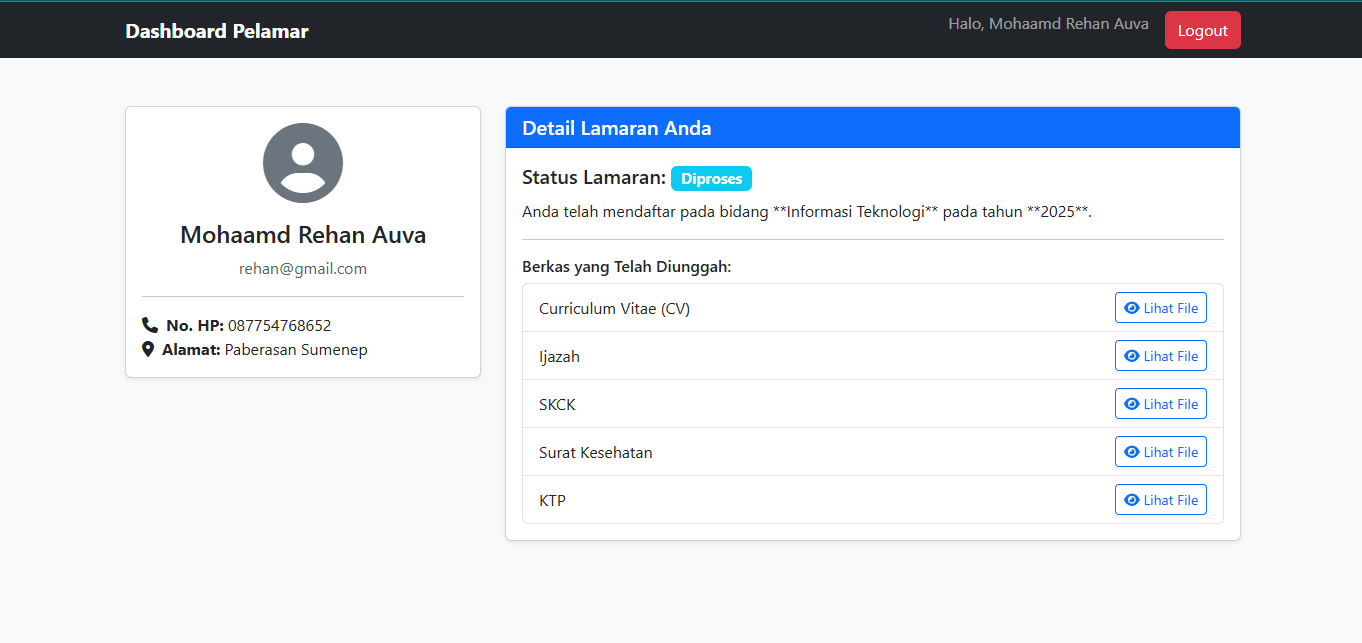 Dashboard Pelamar
Halo, Mohaamd Rehan Auva
Logout
Mohaamd Rehan Auva
rehan@gmail.com
No. HP: 087754768652
Alamat: Paberasan Sumenep
Detail Lamaran Anda
Status Lamaran: Diproses
Anda telah mendaftar pada bidang **Informasi Teknologi** pada tahun **2025**.
Berkas yang Telah Diunggah:
Curriculum Vitae (CV) Lihat File
Ijazah Lihat File
SKCK Lihat File
Surat Kesehatan Lihat File
KTP Lihat File